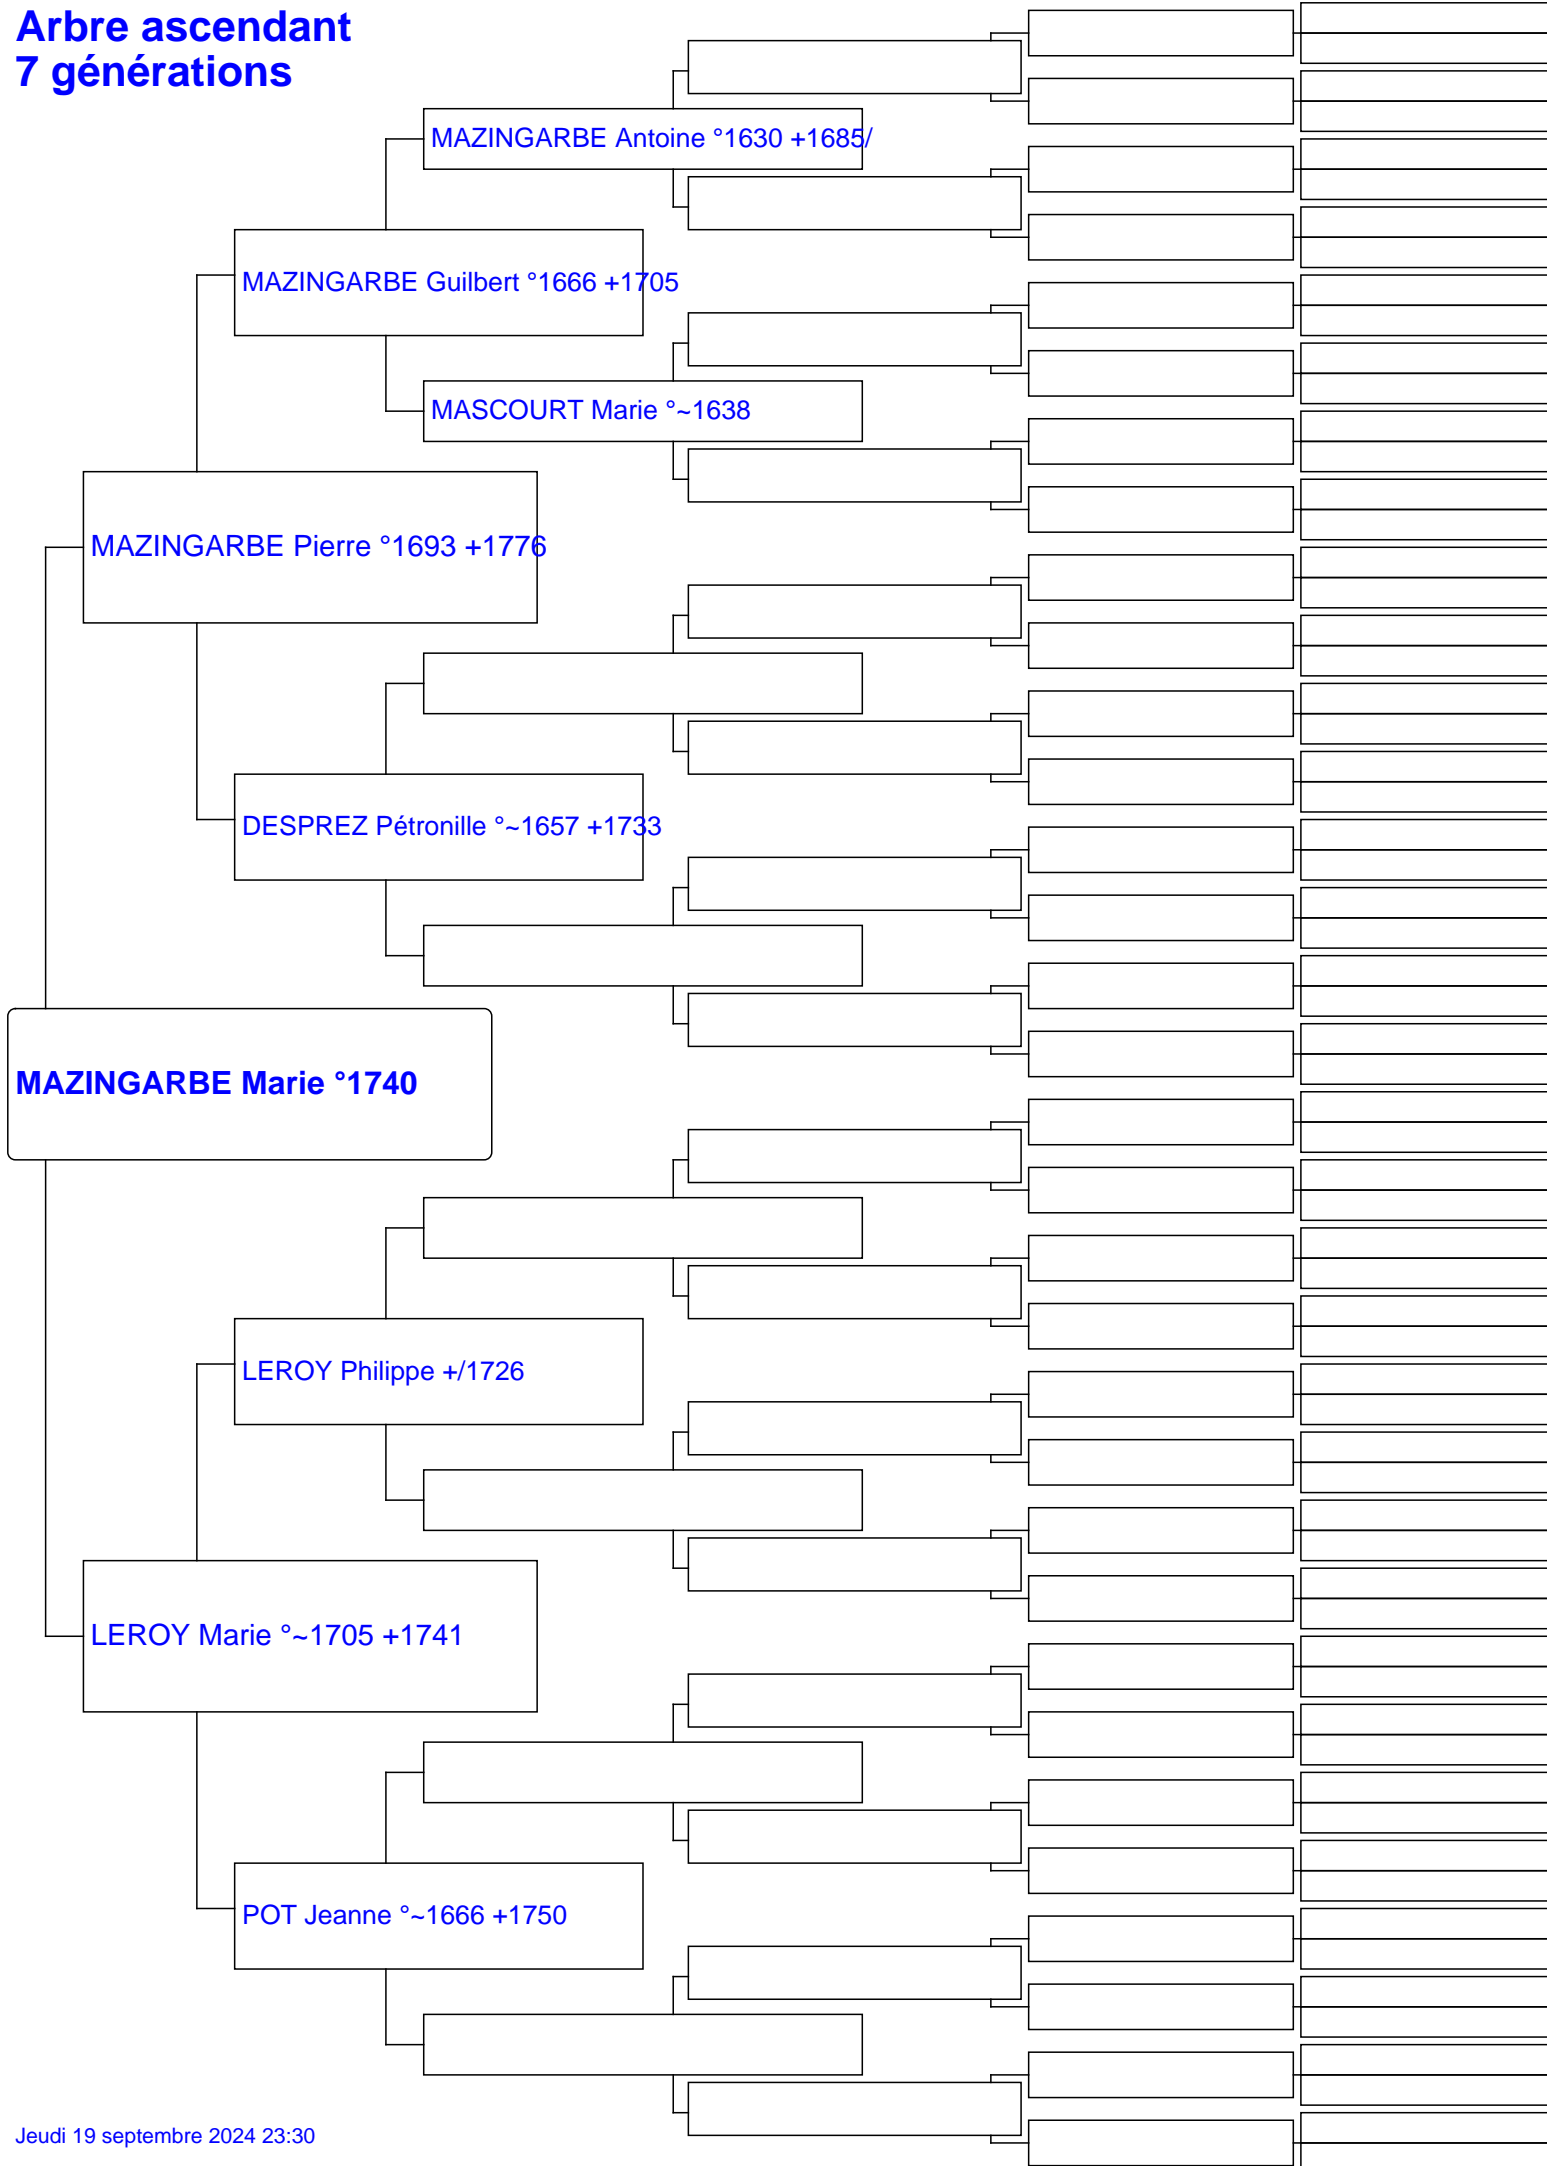 Arbre ascendant
7 générations
MAZINGARBE Antoine °1630 +1685/
MAZINGARBE Guilbert °1666 +1705
MASCOURT Marie °~1638
MAZINGARBE Pierre °1693 +1776
DESPREZ Pétronille °~1657 +1733
MAZINGARBE Marie °1740
LEROY Philippe +/1726
LEROY Marie °~1705 +1741
POT Jeanne °~1666 +1750
Jeudi 19 septembre 2024 23:30